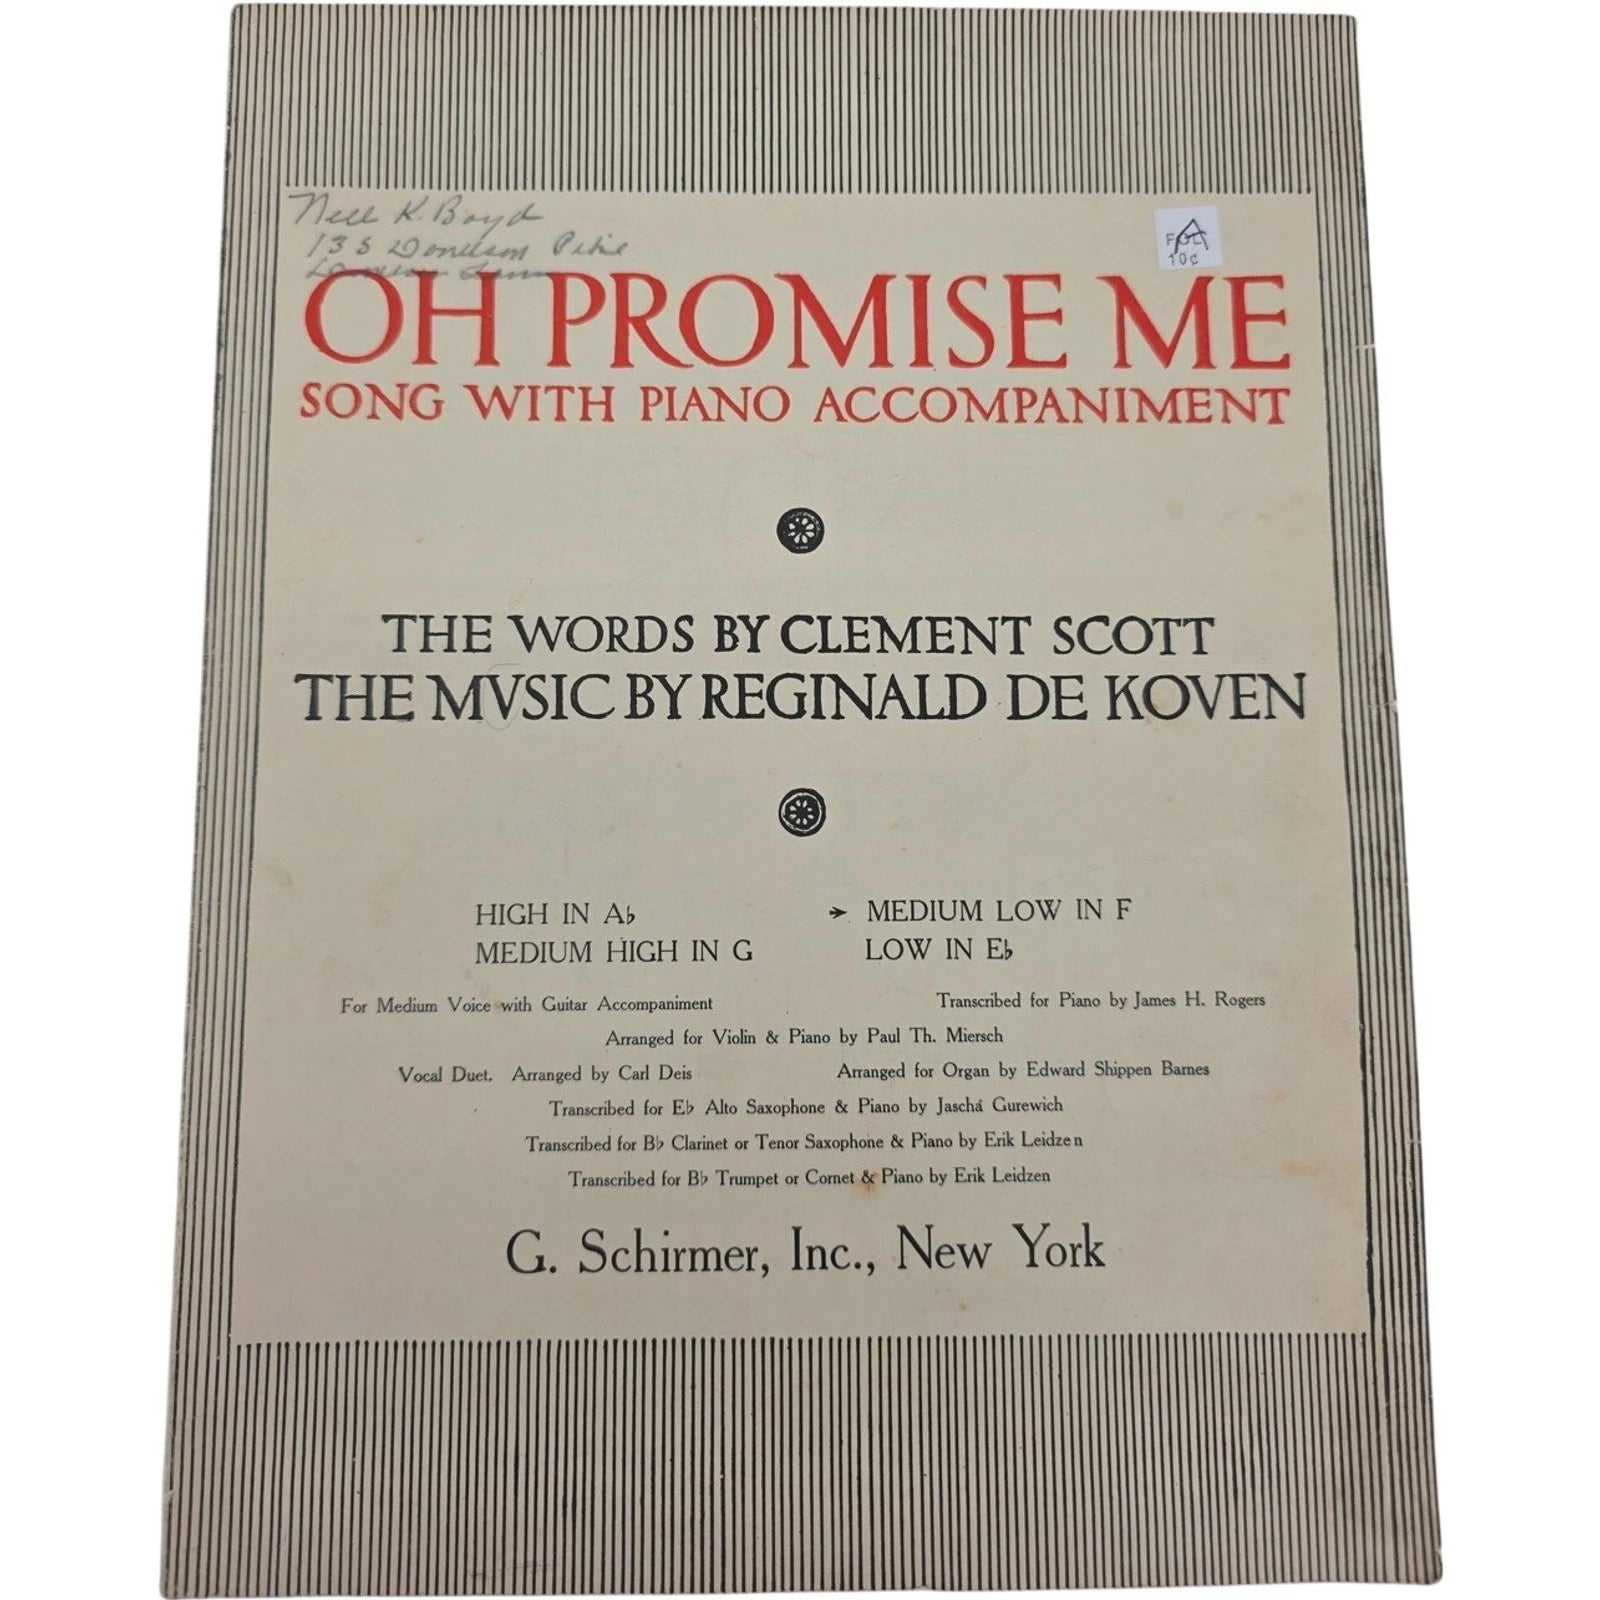 Nell K. Boyd
135 Donelson Pike
10¢
OH PROMISE ME
SONG WITH PIANO ACCOMPANIMENT
THE WORDS BY CLEMENT SCOTT
THE MVSIC BY REGINALD DE KOVEN
HIGH IN A♭ ➛ MEDIUM LOW IN F
MEDIUM HIGH IN G LOW IN E♭
For Medium Voice with Guitar Accompaniment Transcribed for Piano by James H. Rogers
Arranged for Violin & Piano by Paul Th. Miersch
Vocal Duet. Arranged by Carl Deis Arranged for Organ by Edward Shippen Barnes
Transcribed for E♭ Alto Saxophone & Piano by Jascha Gurewich
Transcribed for B♭ Clarinet or Tenor Saxophone & Piano by Erik Leidzen
Transcribed for B♭ Trumpet or Cornet & Piano by Erik Leidzen
G. Schirmer, Inc., New York